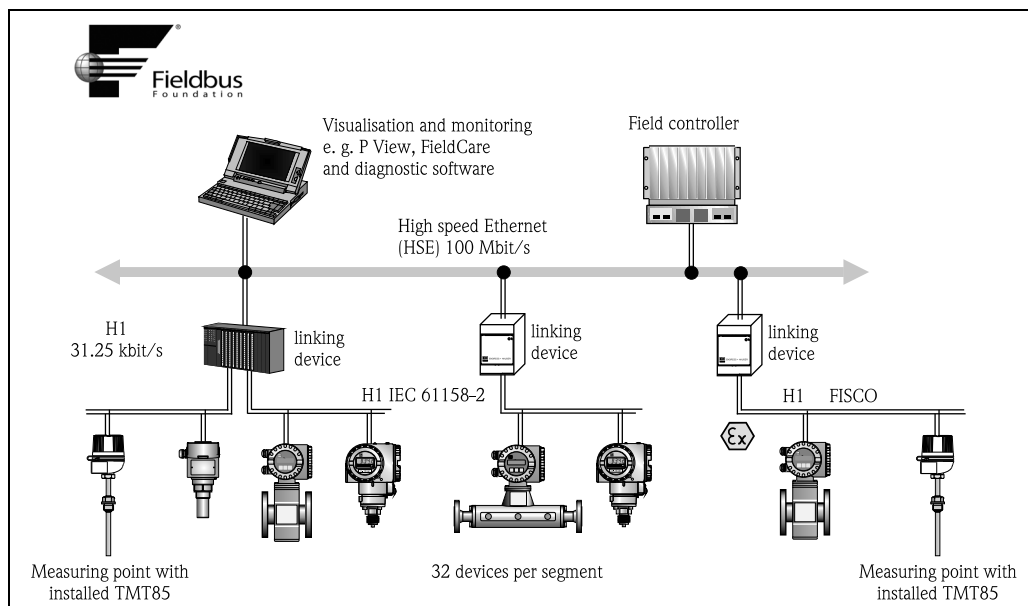 Fieldbus
Foundation
Visualisation and monitoring
e. g. P View, FieldCare
and diagnostic software
Field controller
High speed Ethernet
(HSE) 100 Mbit/s
H1
31.25 kbit/s
linking
device
linking
device
linking
device
H1 IEC 61158-2
H1 FISCO
εx
Measuring point with
installed TMT85
32 devices per segment
Measuring point with
installed TMT85